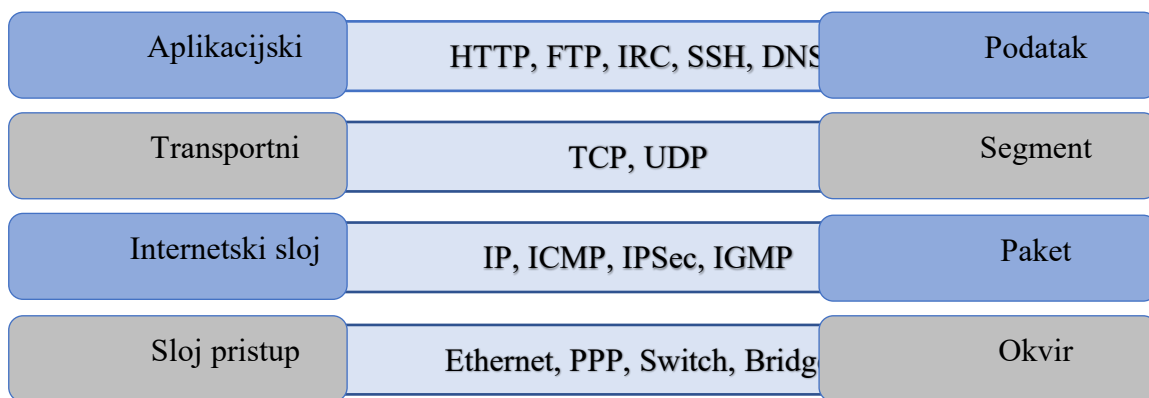 Aplikacijski HTTP, FTP, IRC, SSH, DNS Podatak
Transportni TCP, UDP Segment
Internetski sloj IP, ICMP, IPSec, IGMP Paket
Sloj pristup Ethernet, PPP, Switch, Bridg Okvir